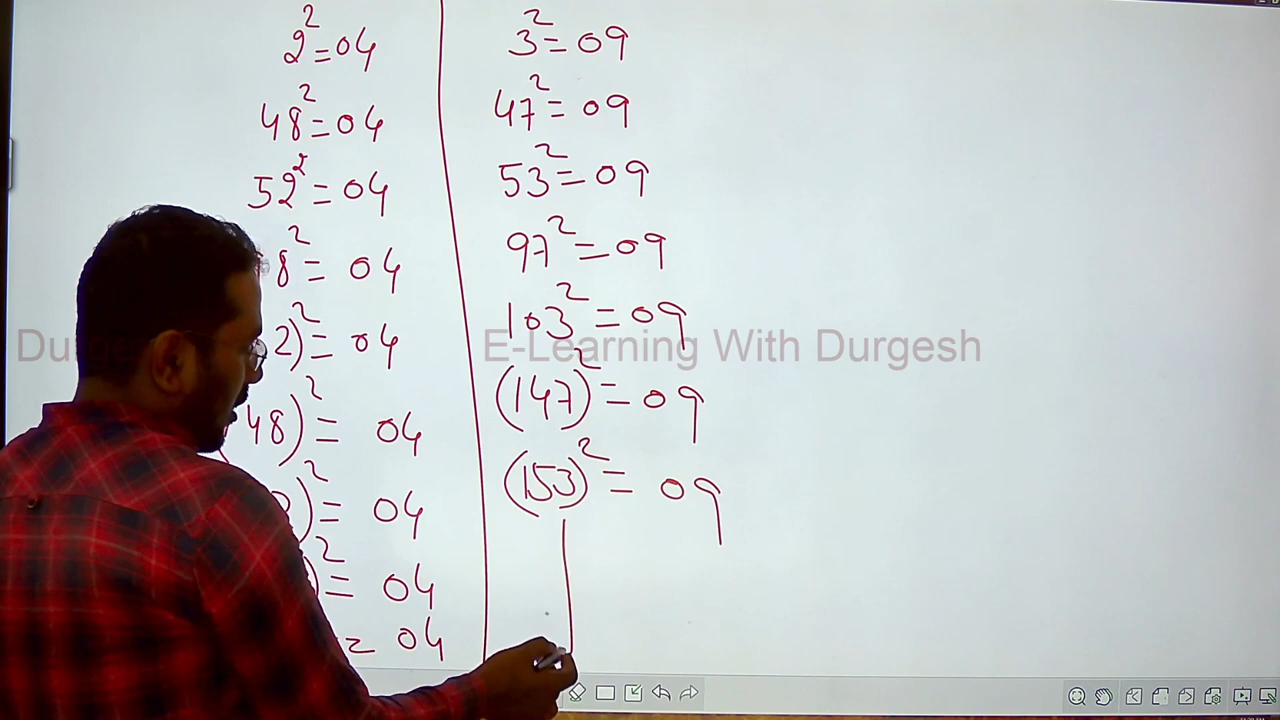 2² = 04
48² = 04
52² = 04
8² = 04
2)² = 04
48)² = 04
)² = 04
)² = 04
= 04
3² = 09
47² = 09
53² = 09
97² = 09
103² = 09
(147)² = 09
(153)² = 09
E-Learning With Durgesh